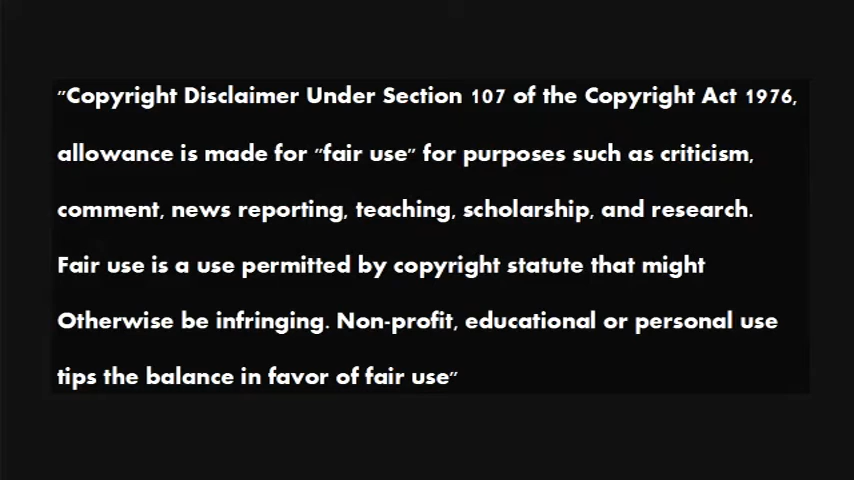 "Copyright Disclaimer Under Section 107 of the Copyright Act 1976,
allowance is made for "fair use" for purposes such as criticism,
comment, news reporting, teaching, scholarship, and research.
Fair use is a use permitted by copyright statute that might
Otherwise be infringing. Non-profit, educational or personal use
tips the balance in favor of fair use"